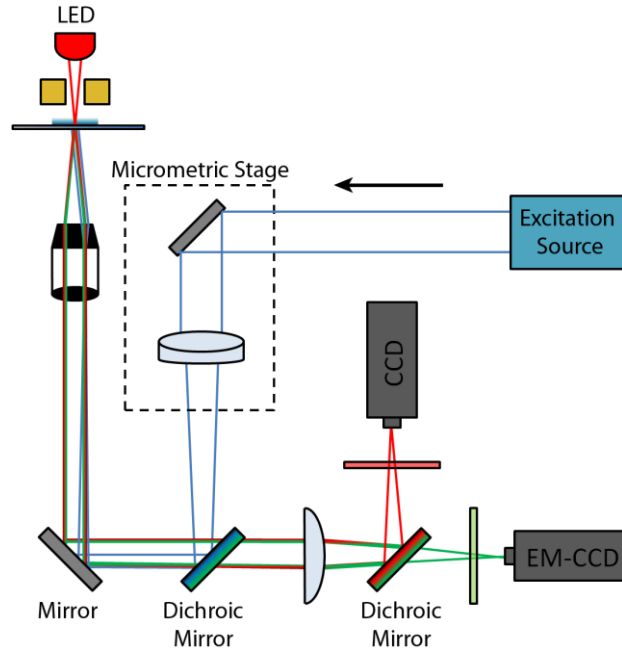 LED
Micrometric Stage
Excitation
Source
CCD
EM-CCD
Mirror
Dichroic
Mirror
Dichroic
Mirror